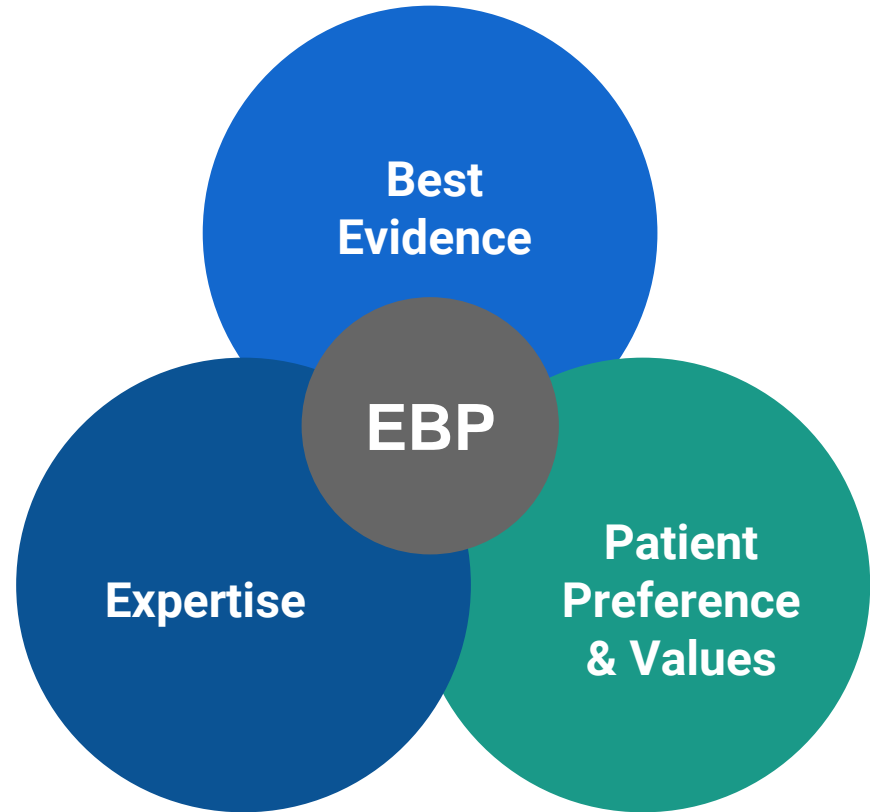 Best
Evidence
EBP
Expertise
Patient
Preference
& Values